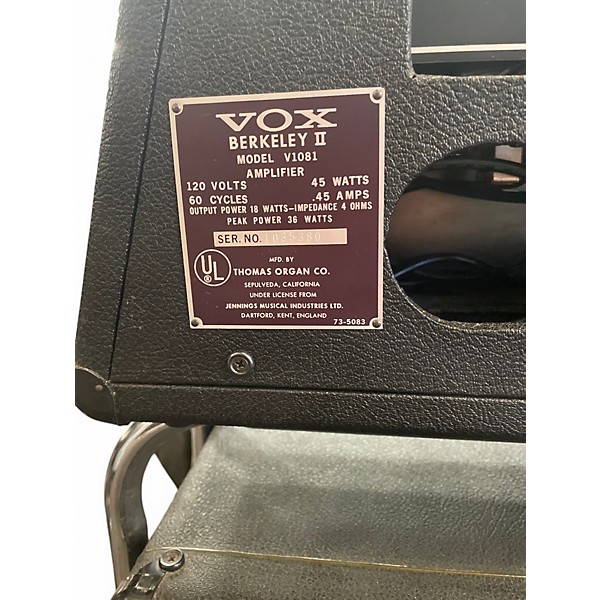 VOX
BERKELEY II
MODEL V1081
AMPLIFIER
120 VOLTS 45 WATTS
60 CYCLES .45 AMPS
OUTPUT POWER 18 WATTS-IMPEDANCE 4 OHMS
PEAK POWER 36 WATTS
SER. NO.
UL
®
MFD. BY
THOMAS ORGAN CO.
SEPULVEDA, CALIFORNIA
UNDER LICENSE FROM
JENNINGS MUSICAL INDUSTRIES LTD.
DARTFORD, KENT, ENGLAND
73-5083